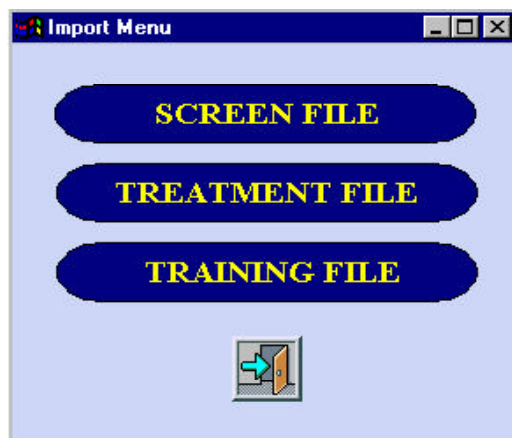 Import Menu
SCREEN FILE
TREATMENT FILE
TRAINING FILE